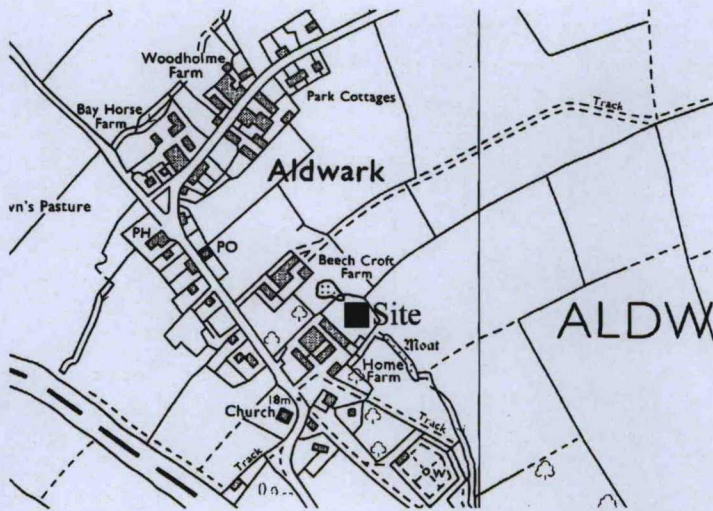 Woodholme
Farm
Track
Park Cottages
Bay Horse
Farm
Aldwark
vn's Pasture
PH
PO
Beech Croft
Farm
Site
ALDW
Moat
Home
Farm
18m
Church
Track
Track
W